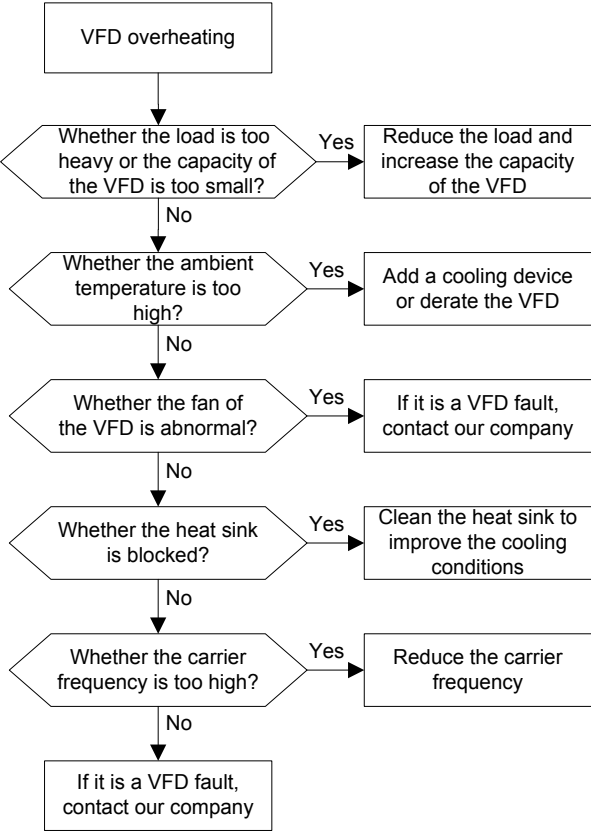 VFD overheating
Whether the load is too
heavy or the capacity of
the VFD is too small?
Yes
Reduce the load and
increase the capacity
of the VFD
No
Whether the ambient
temperature is too
high?
Yes
Add a cooling device
or derate the VFD
No
Whether the fan of
the VFD is abnormal?
Yes
If it is a VFD fault,
contact our company
No
Whether the heat sink
is blocked?
Yes
Clean the heat sink to
improve the cooling
conditions
No
Whether the carrier
frequency is too high?
Yes
Reduce the carrier
frequency
No
If it is a VFD fault,
contact our company